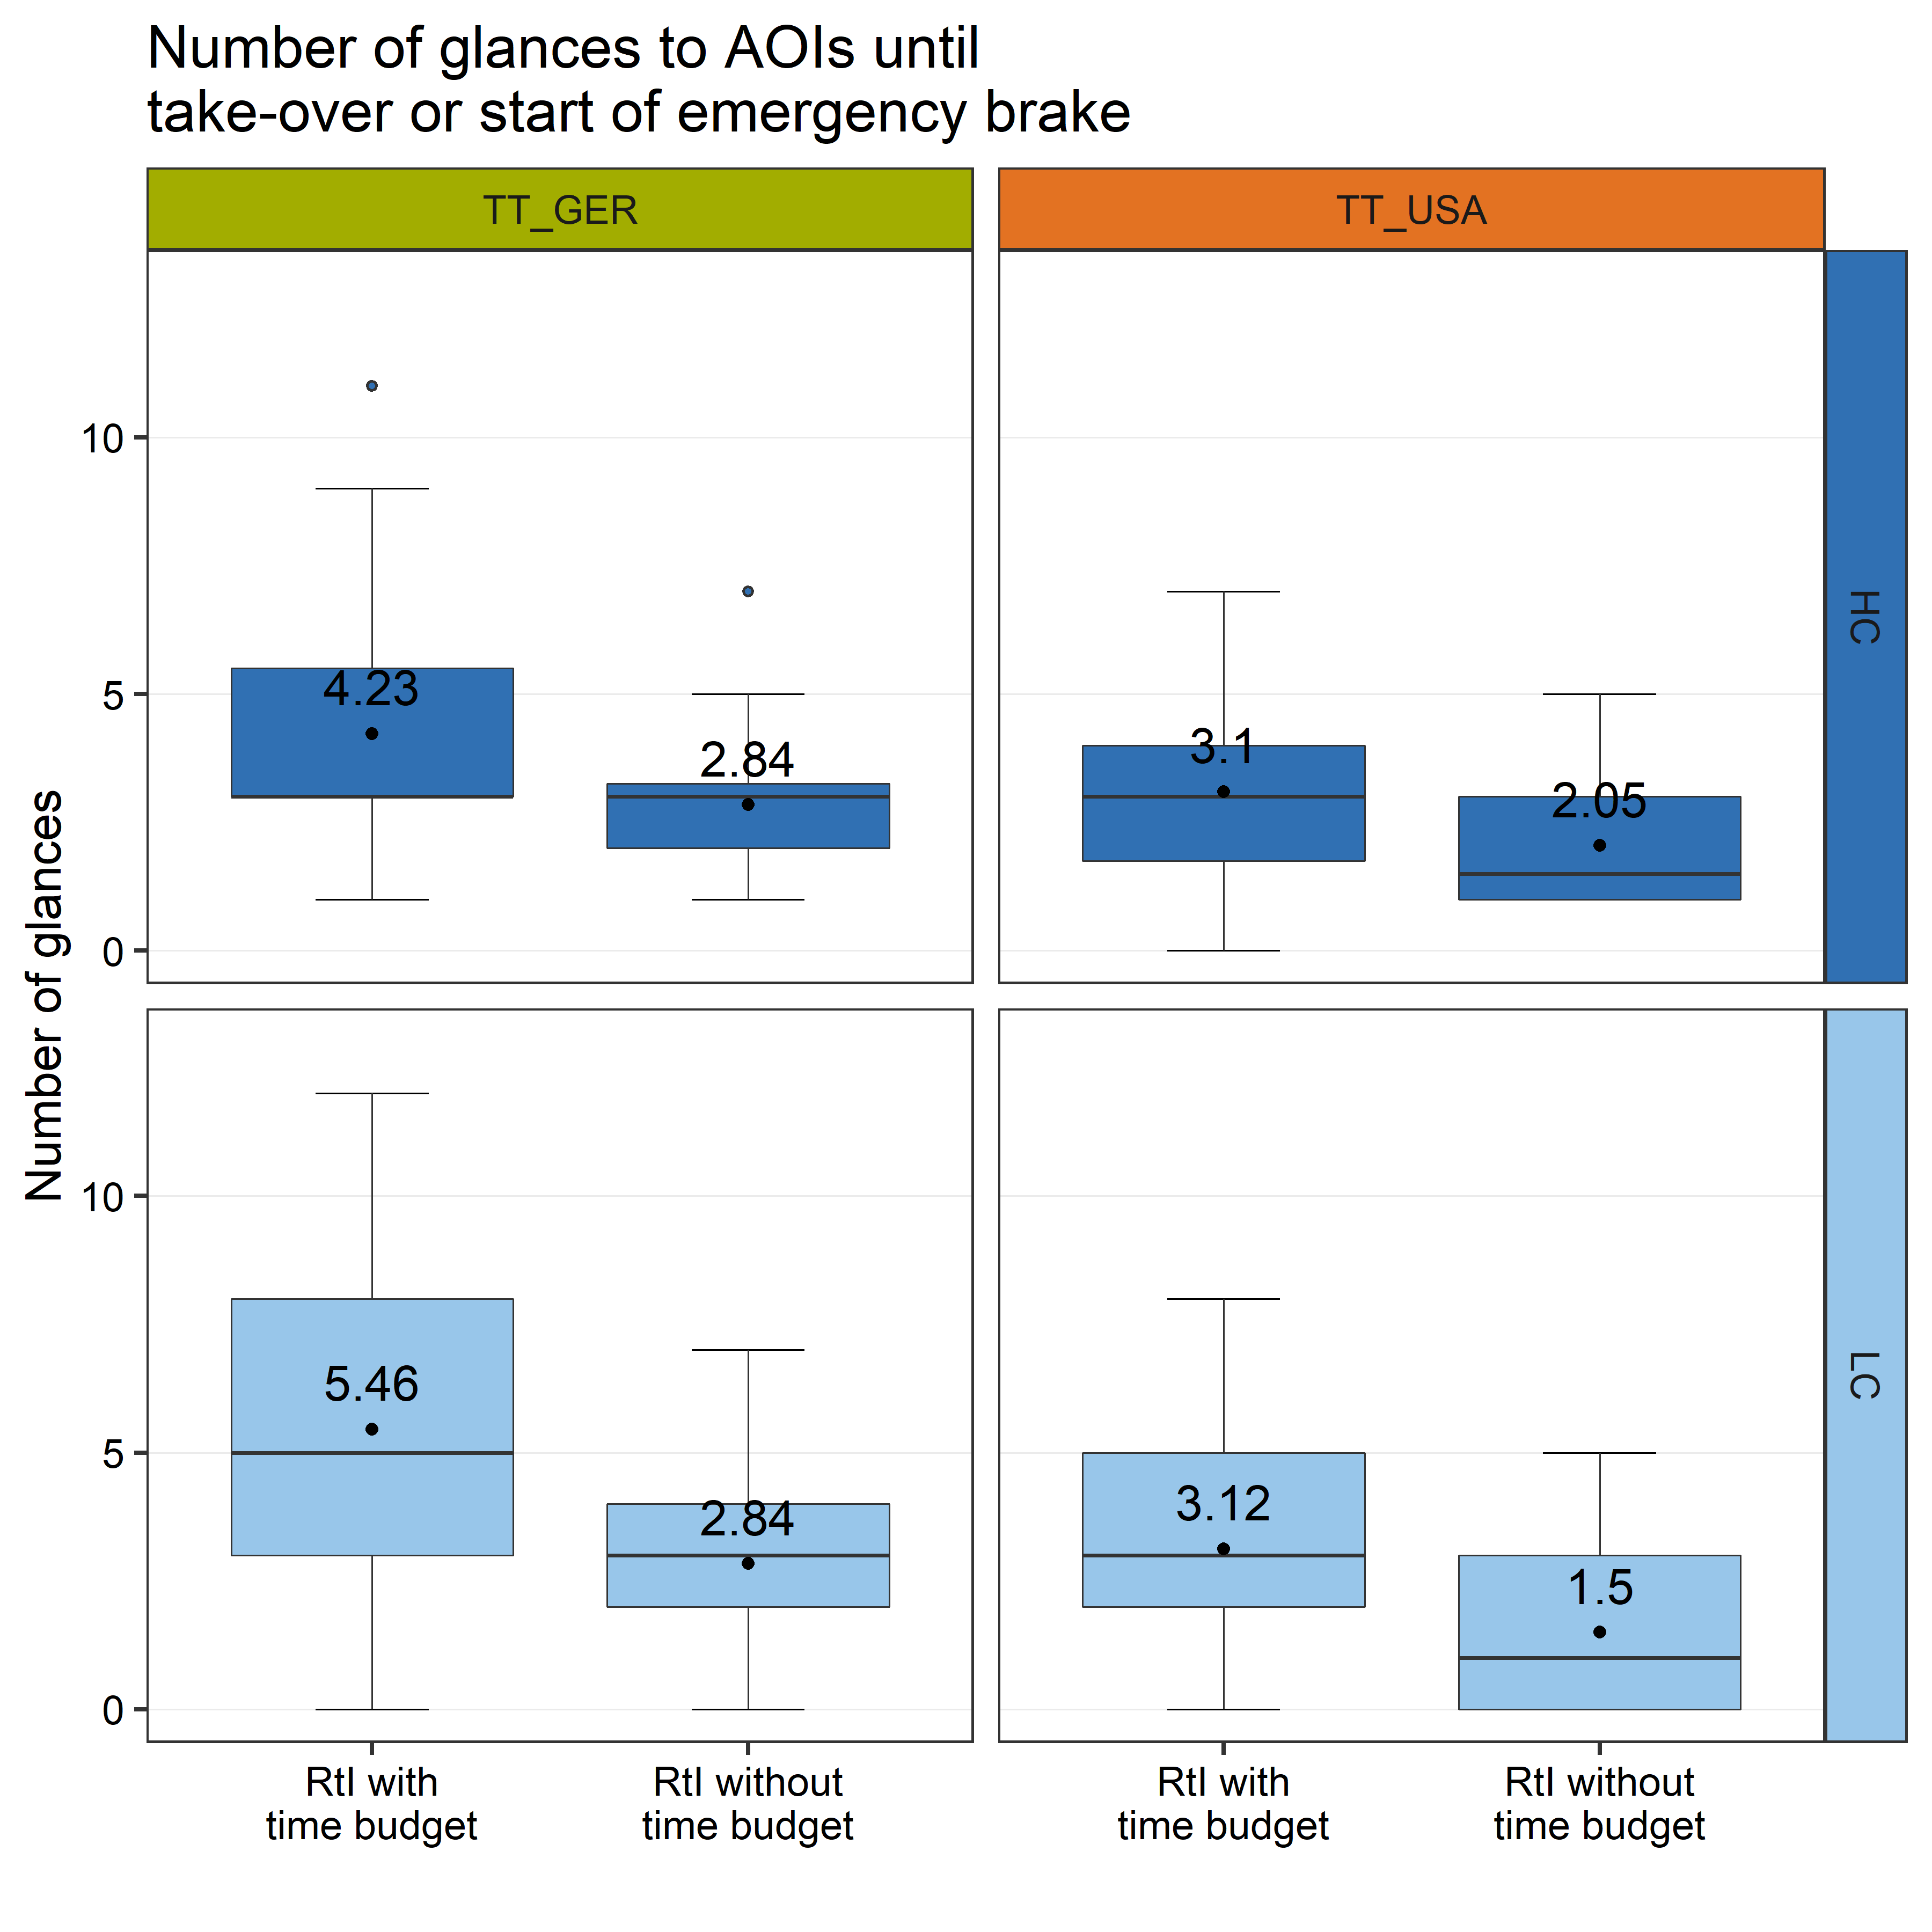 Number of glances to AOIs until
take-over or start of emergency brake
TT_GER
TT_USA
HC
10
5
0
4.23
2.84
3.1
2.05
Number of glances
LC
10
5
0
5.46
2.84
3.12
1.5
RtI with
time budget
RtI without
time budget
RtI with
time budget
RtI without
time budget